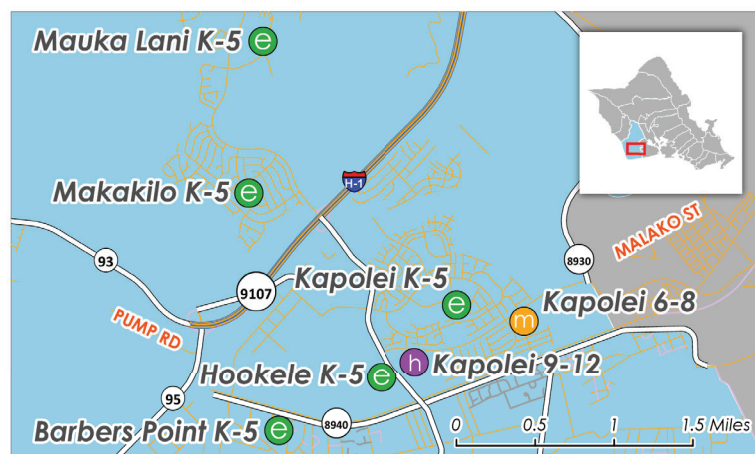 Mauka Lani K-5
e
H-1
Makakilo K-5
e
MALAKO ST
93
8930
9107
Kapolei K-5
e
Kapolei 6-8
m
PUMP RD
Hookele K-5
e
h
Kapolei 9-12
95
8940
Barbers Point K-5
e
0 0.5 1 1.5 Miles